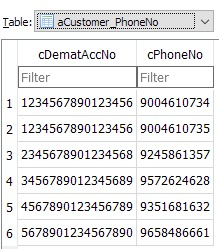 Table: aCustomer_PhoneNo
cDematAccNo cPhoneNo
Filter Filter
1 1234567890123456 9004610734
2 1234567890123456 9004610735
3 2345678901234568 9245861357
4 3456789012345689 9572624628
5 4567890123456789 9351681632
6 5678901234567890 9658486661